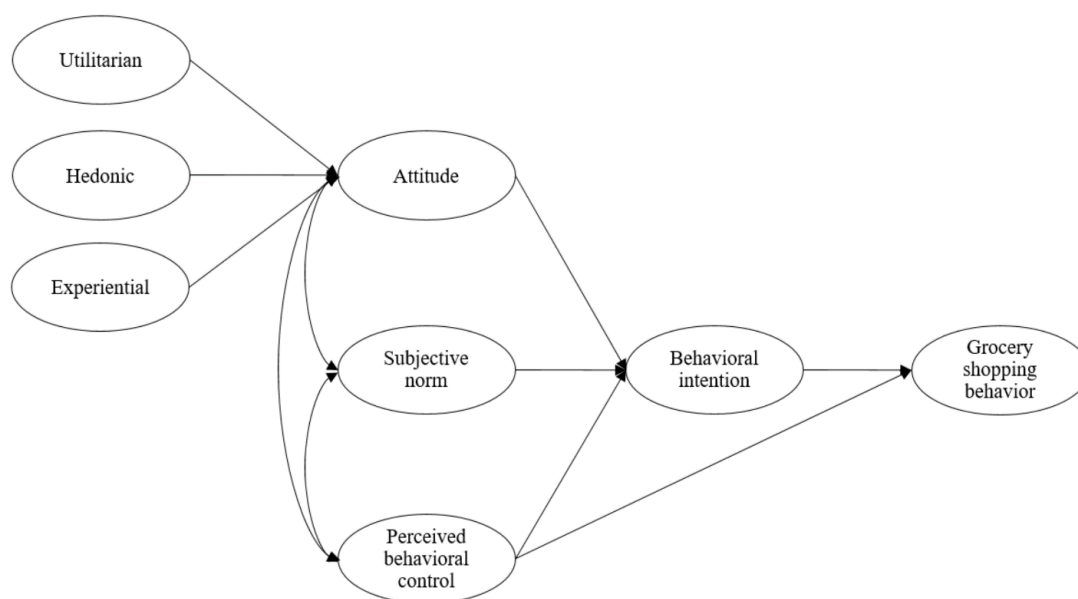 Utilitarian
Hedonic
Experiential
Attitude
Subjective
norm
Perceived
behavioral
control
Behavioral
intention
Grocery
shopping
behavior